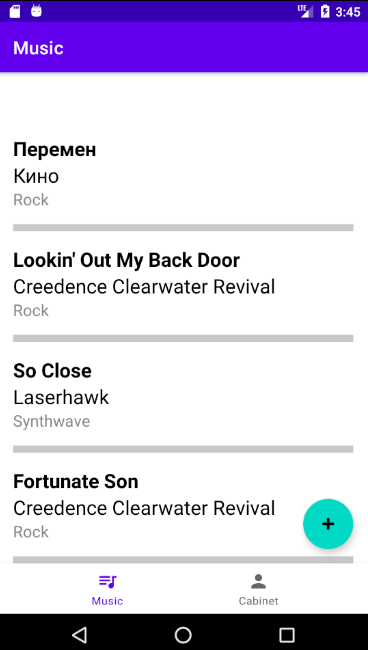 LTE 3:45
Music
Перемен
Кино
Rock
Lookin' Out My Back Door
Creedence Clearwater Revival
Rock
So Close
Laserhawk
Synthwave
Fortunate Son
Creedence Clearwater Revival
Rock
+
Music Cabinet